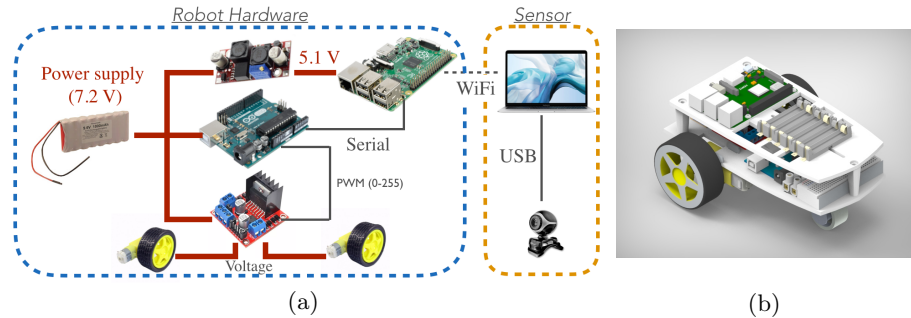 Robot Hardware
Sensor
5.1 V
Power supply
(7.2 V)
WiFi
Serial
USB
PWM (0-255)
Voltage
(a)
(b)